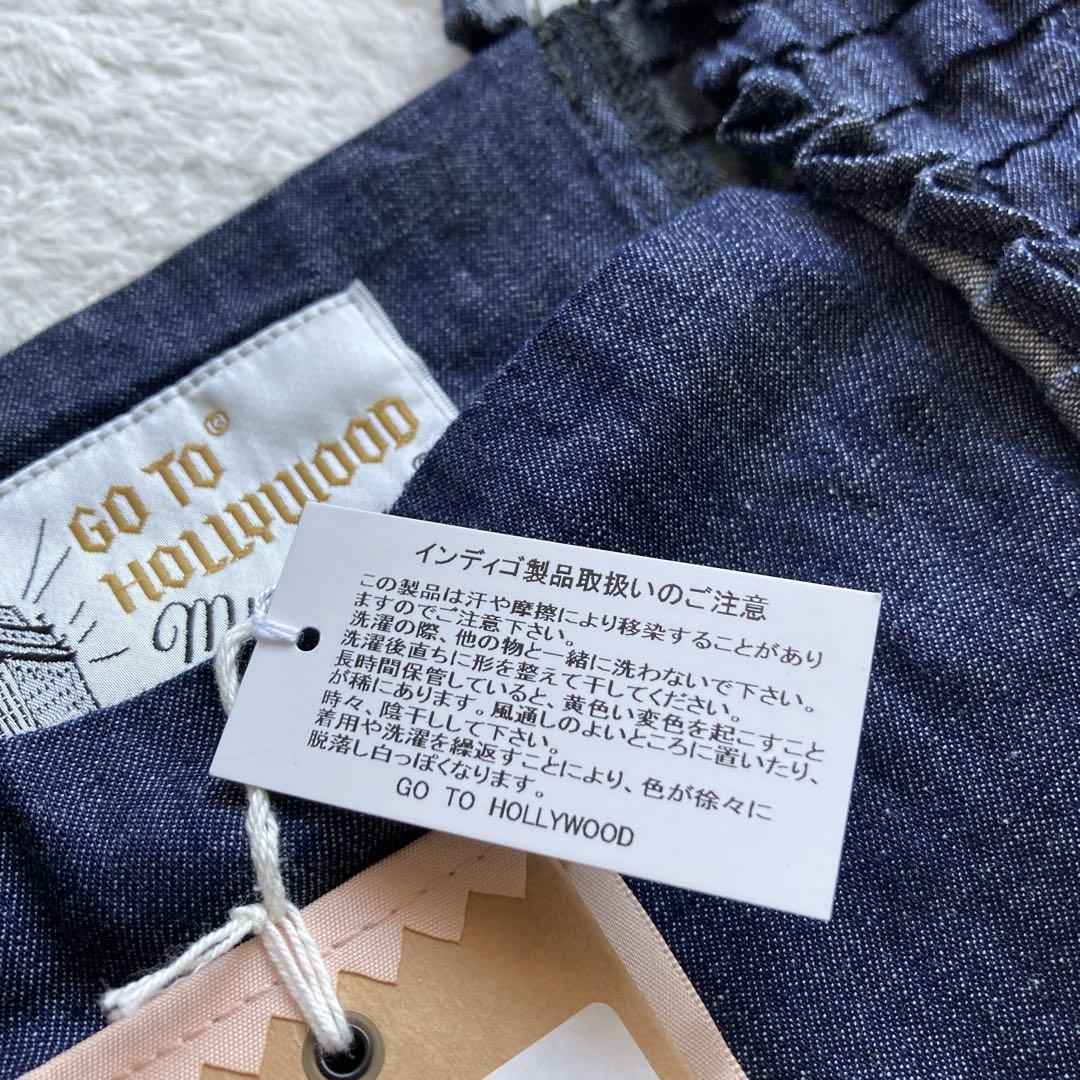 GO TO
HOLLYWOOD
インディゴ製品取扱いのご注意
この製品は汗や摩擦により移染することがあり
ますのでご注意下さい。
洗濯の際、他の物と一緒に洗わないで下さい。
洗濯後直ちに形を整えて干してください。
長時間保管していると、黄色い変色を起こすこと
が稀にあります。風通しのよいところに置いたり、
時々、陰干しして下さい。
着用や洗濯を繰返すことにより、色が徐々に
脱落し白っぽくなります。
GO TO HOLLYWOOD